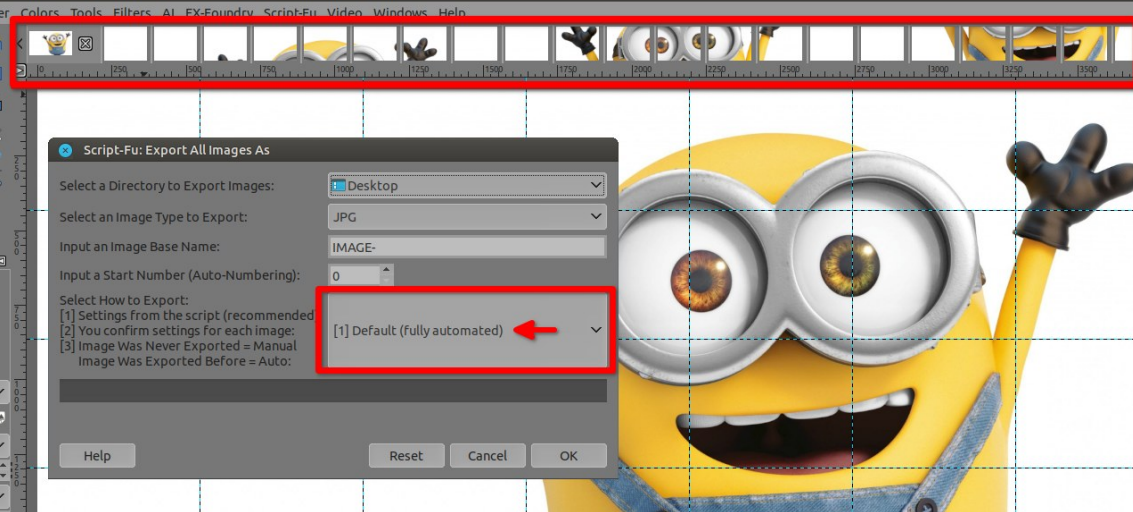 er Colors Tools Filters AL FX-Foundry Script-Fu Video Windows Help
0 250 500 750 1000 1250 1500 1750 2000 2250 2500 2750 3000 3250 3500
Script-Fu: Export All Images As
Select a Directory to Export Images:
Desktop
Select an Image Type to Export:
JPG
Input an Image Base Name:
IMAGE-
Input a Start Number (Auto-Numbering):
0
Select How to Export:
[1] Settings from the script (recommended
[2] You confirm settings for each image:
[3] Image Was Never Exported = Manual
Image Was Exported Before = Auto:
[1] Default (fully automated)
Help
Reset
Cancel
OK